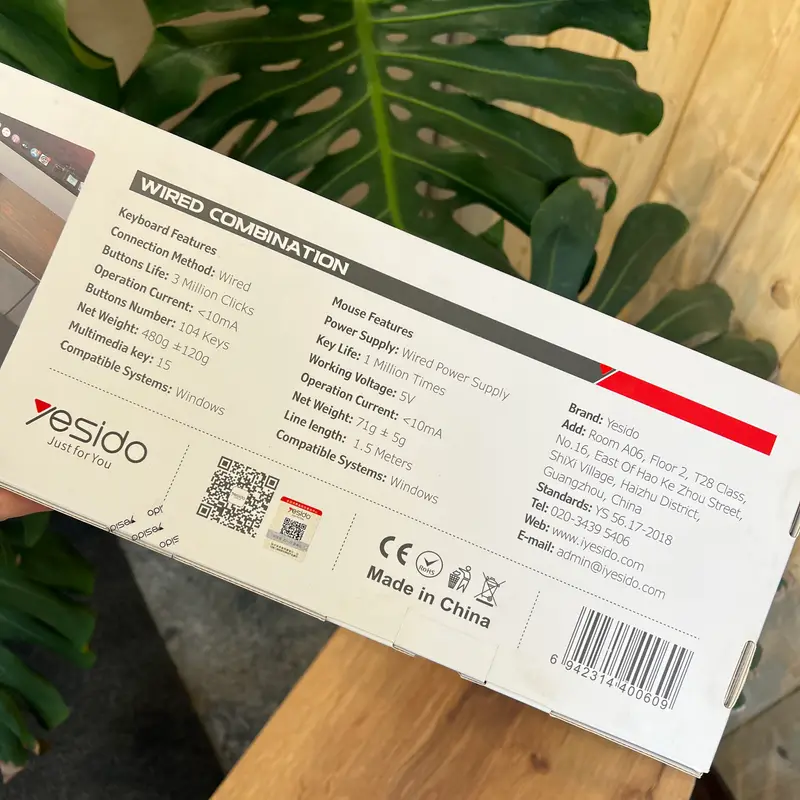 WIRED COMBINATION
Keyboard Features
Connection Method: Wired
Buttons Life: 3 Million Clicks
Operation Current: <10mA
Buttons Number: 104 Keys
Net Weight: 480g ±120g
Multimedia key: 15
Compatible Systems: Windows
Mouse Features
Power Supply: Wired Power Supply
Key Life: 1 Million Times
Working Voltage: 5V
Operation Current: <10mA
Net Weight: 71g ± 5g
Line length: 1.5 Meters
Compatible Systems: Windows
Brand: Yesido
Add: Room A06, Floor 2, T28 Class,
No.16, East Of Hao Ke Zhou Street,
ShiXi Village, Haizhu District,
Guangzhou, China
Standards: YS 56.17-2018
Tel: 020-3439 5406
Web: www.iyesido.com
E-mail: admin@iyesido.com
Yesido
Just for You
yesido
CE
RoHS
Made in China
6 942314 400609